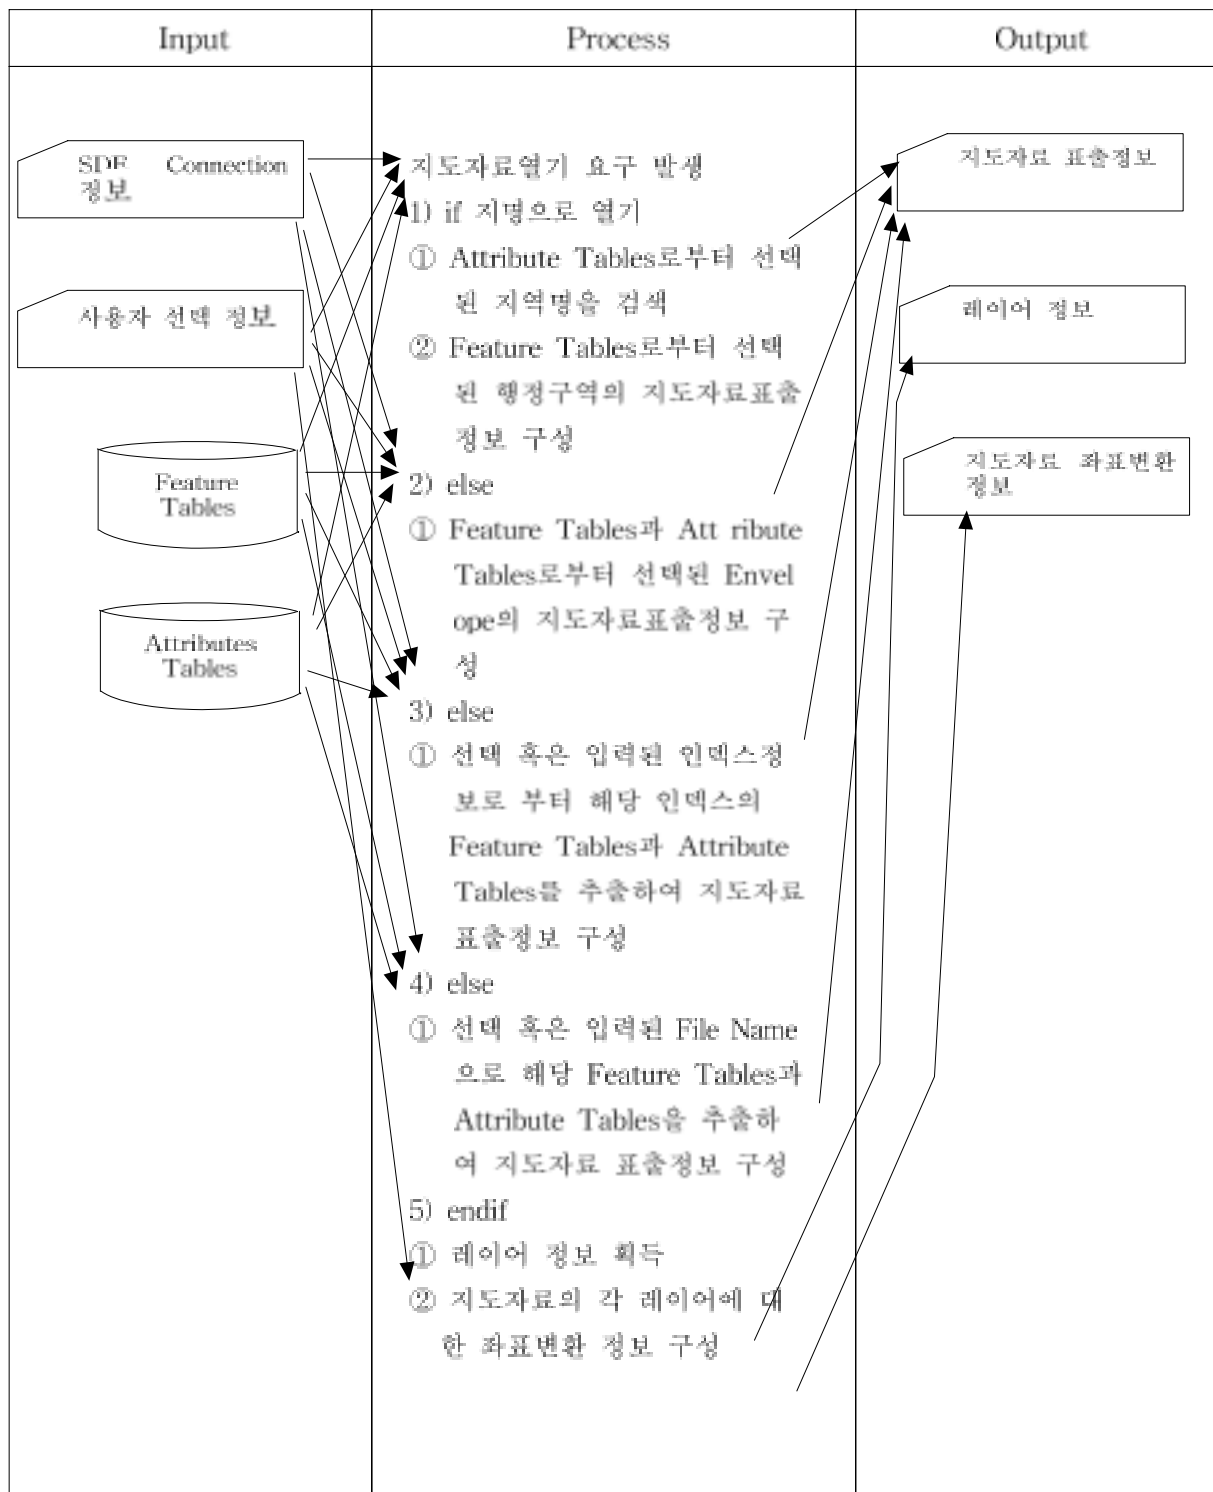 Input
Process
Output
SDE Connection
정보
사용자 선택 정보
Feature
Tables
Attributes
Tables
지도자료열기 요구 발생
1) if 지명으로 열기
① Attribute Tables로부터 선택
된 지역명을 검색
② Feature Tables로부터 선택
된 행정구역의 지도자료표출
정보 구성
2) else
① Feature Tables과 Att ribute
Tables로부터 선택된 Envel
ope의 지도자료표출정보 구
성
3) else
① 선택 혹은 입력된 인덱스정
보로 부터 해당 인덱스의
Feature Tables과 Attribute
Tables를 추출하여 지도자료
표출정보 구성
4) else
① 선택 혹은 입력된 File Name
으로 해당 Feature Tables과
Attribute Tables을 추출하
여 지도자료 표출정보 구성
5) endif
① 레이어 정보 획득
② 지도자료의 각 레이어에 대
한 좌표변환 정보 구성
지도자료 표출정보
레이어 정보
지도자료 좌표변환
정보